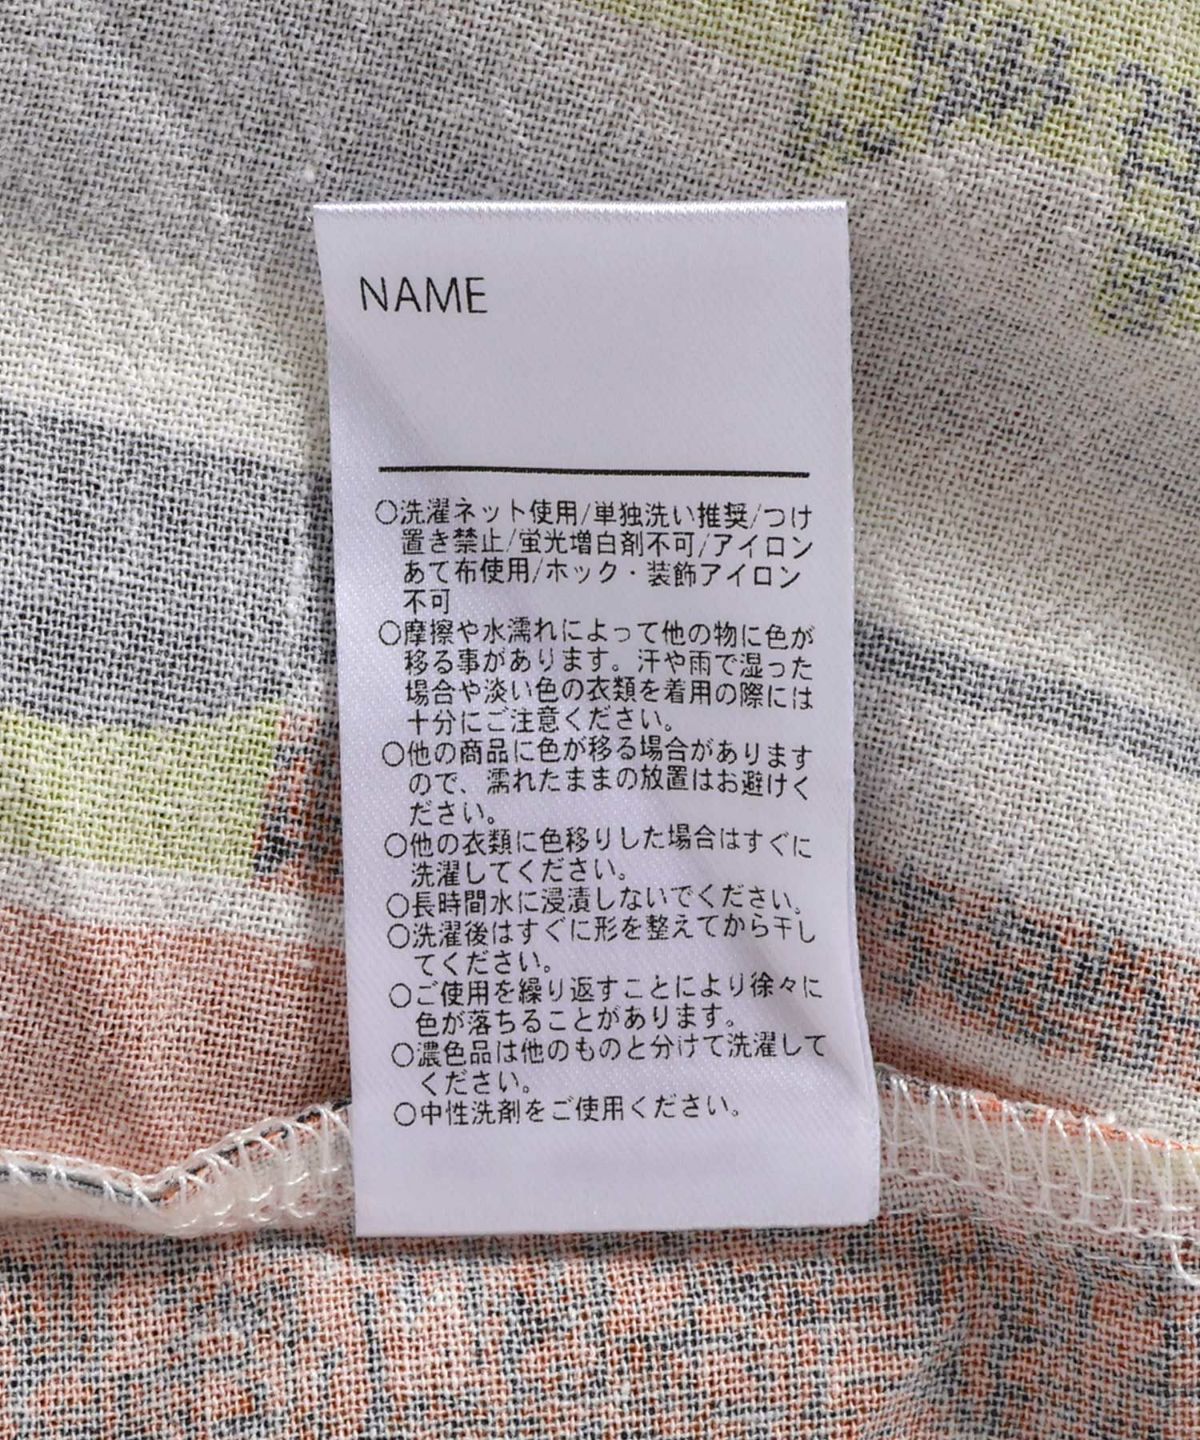 NAME
○洗濯ネット使用/単独洗い推奨/つけ
置き禁止/蛍光増白剤不可/アイロン
あて布使用/ホック・装飾アイロン
不可
○摩擦や水濡れによって他の物に色が
移る事があります。汗や雨で湿った
場合や淡い色の衣類を着用の際には
十分にご注意ください。
○他の商品に色が移る場合があります
ので、濡れたままの放置はお避けく
ださい。
○他の衣類に色移りした場合はすぐに
洗濯してください。
○長時間水に浸漬しないでください。
○洗濯後はすぐに形を整えてから干し
てください。
○ご使用を繰り返すことにより徐々に
色が落ちることがあります。
○濃色品は他のものと分けて洗濯して
ください。
○中性洗剤をご使用ください。